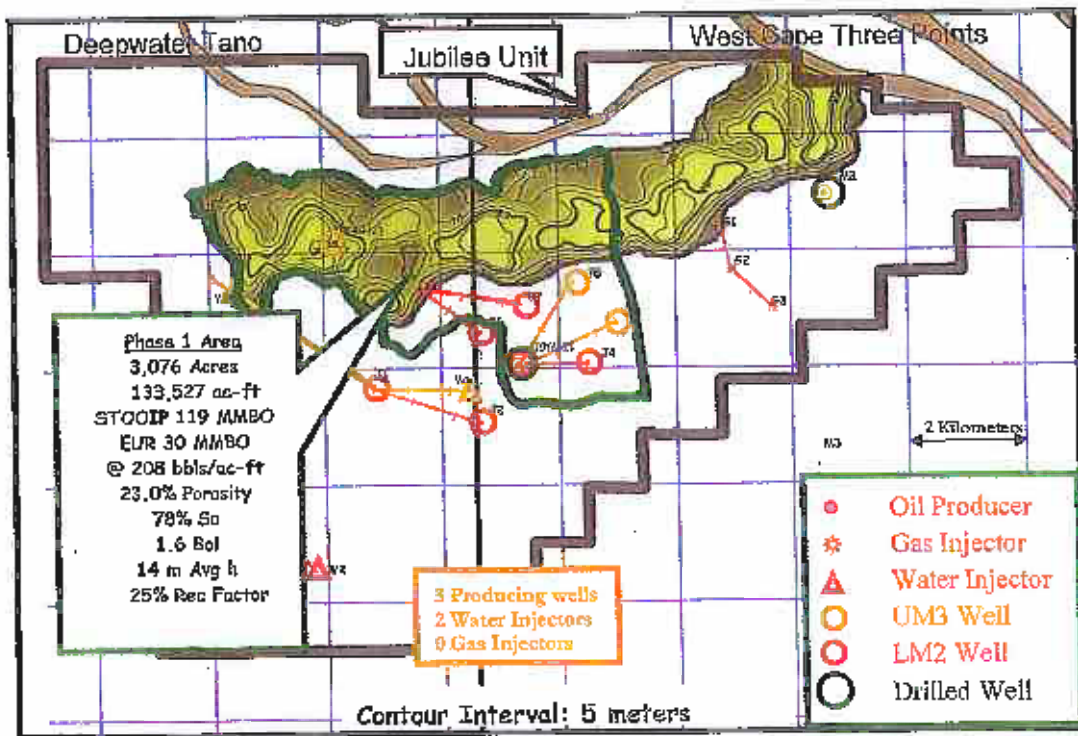 Deepwater Tano
West Cape Three Points
Jubilee Unit
Phase 1 Area
3,076 Acres
133,527 ac-ft
STOOIP 119 MMBO
EUR 30 MMBO
@ 208 bbls/ac-ft
23.0% Porosity
78% So
1.6 Boi
14 m Avg h
25% Rec Factor
3 Producing wells
2 Water Injectors
0 Gas Injectors
2 Kilometers
Oil Producer
Gas Injector
Water Injector
UM3 Well
LM2 Well
Drilled Well
Contour Interval: 5 meters